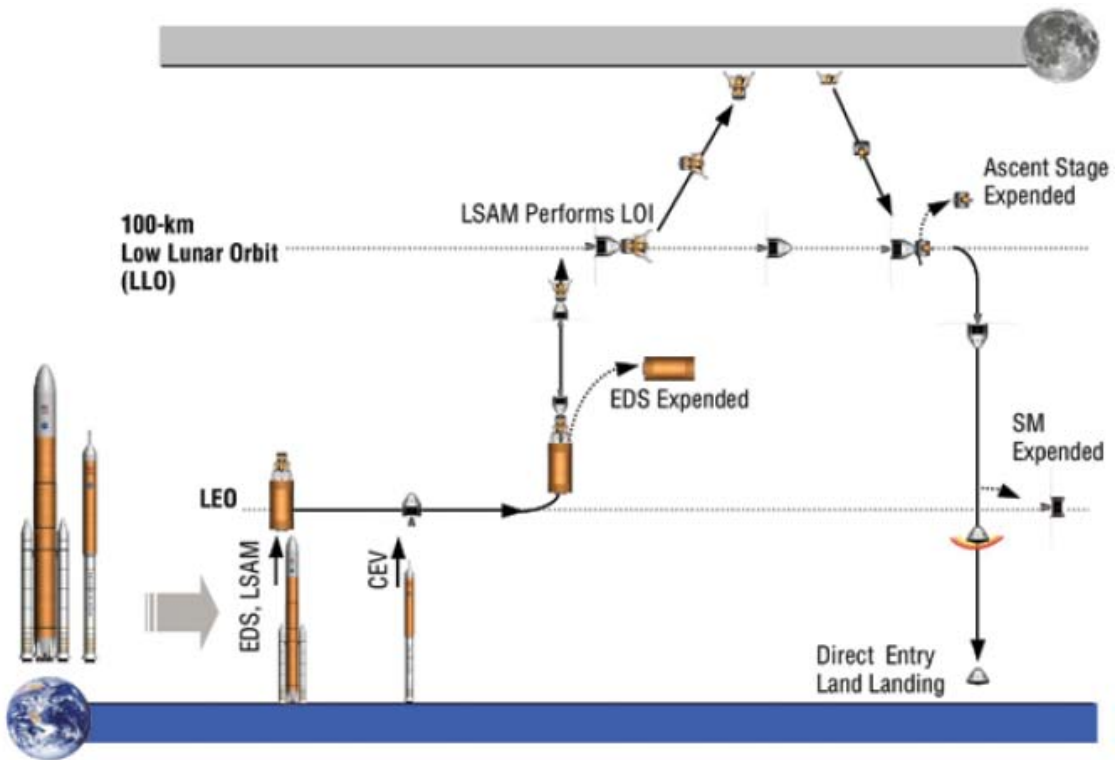 Ascent Stage
Expended
LSAM Performs LOI
100-km
Low Lunar Orbit
(LLO)
EDS Expended
SM
Expended
LEO
EDS, LSAM
CEV
Direct Entry
Land Landing